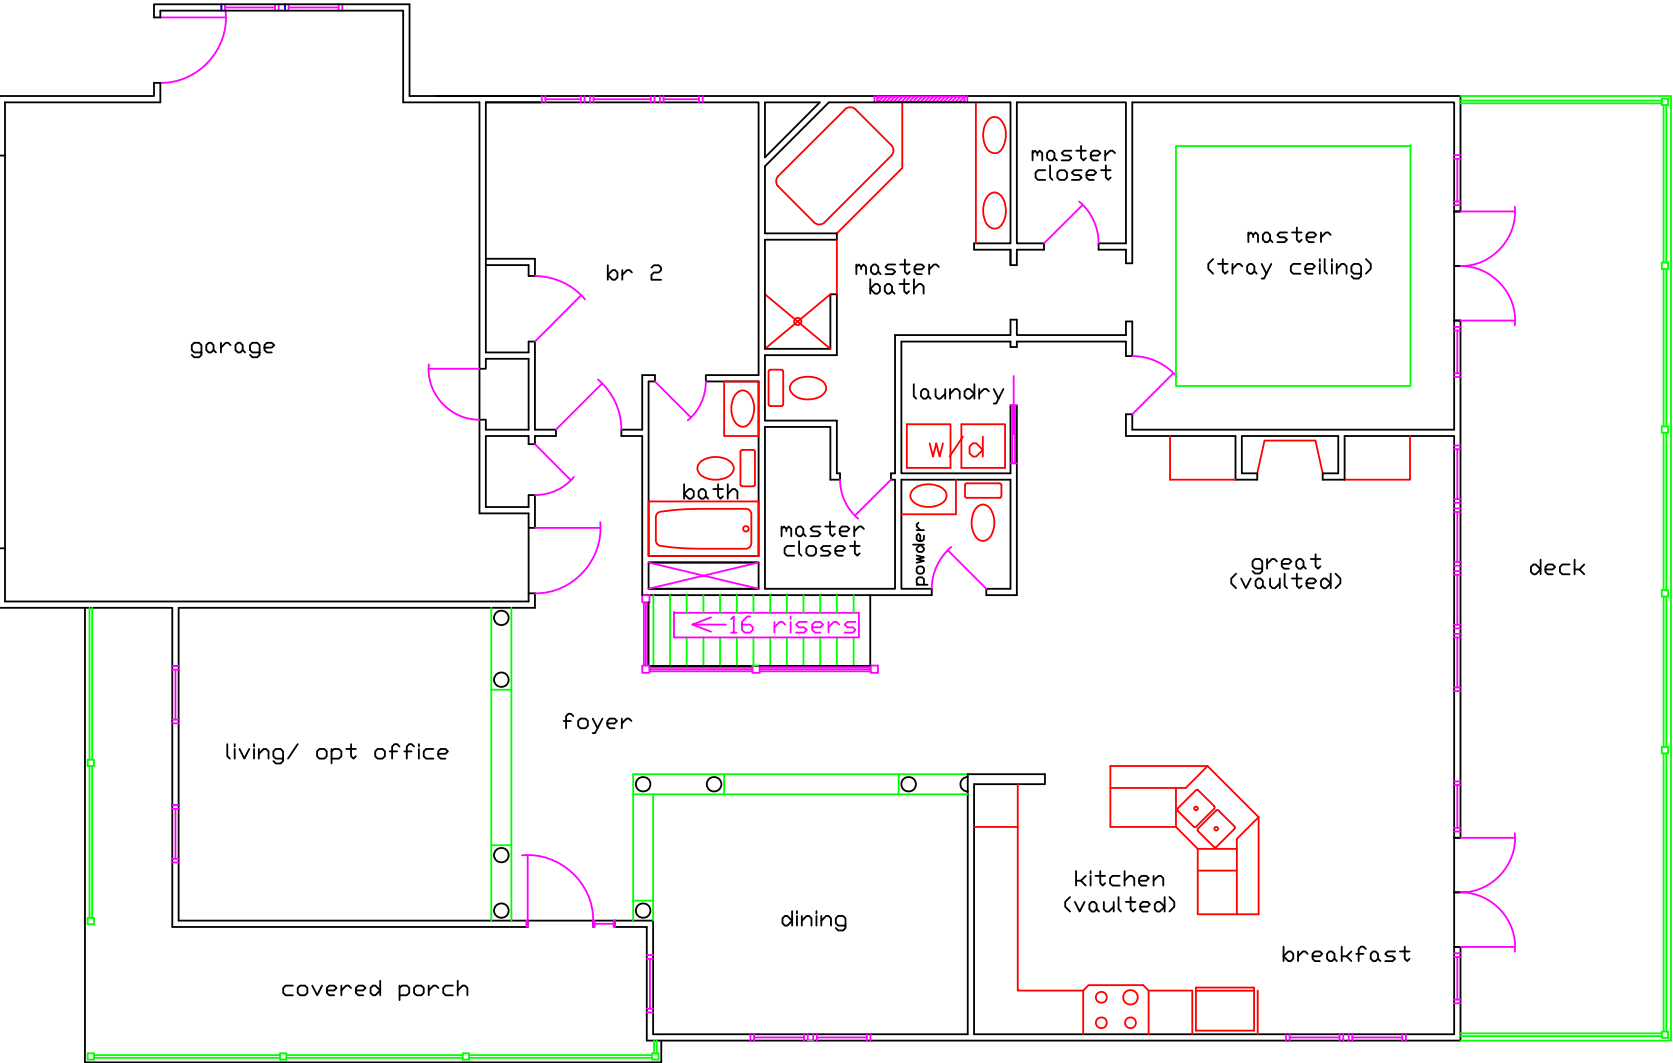 master
closet
master
(tray ceiling)
br 2
master
bath
garage
laundry
w/d
bath
master
closet
powder
great
(vaulted)
deck
16 risers
foyer
living/ opt office
kitchen
(vaulted)
dining
breakfast
covered porch